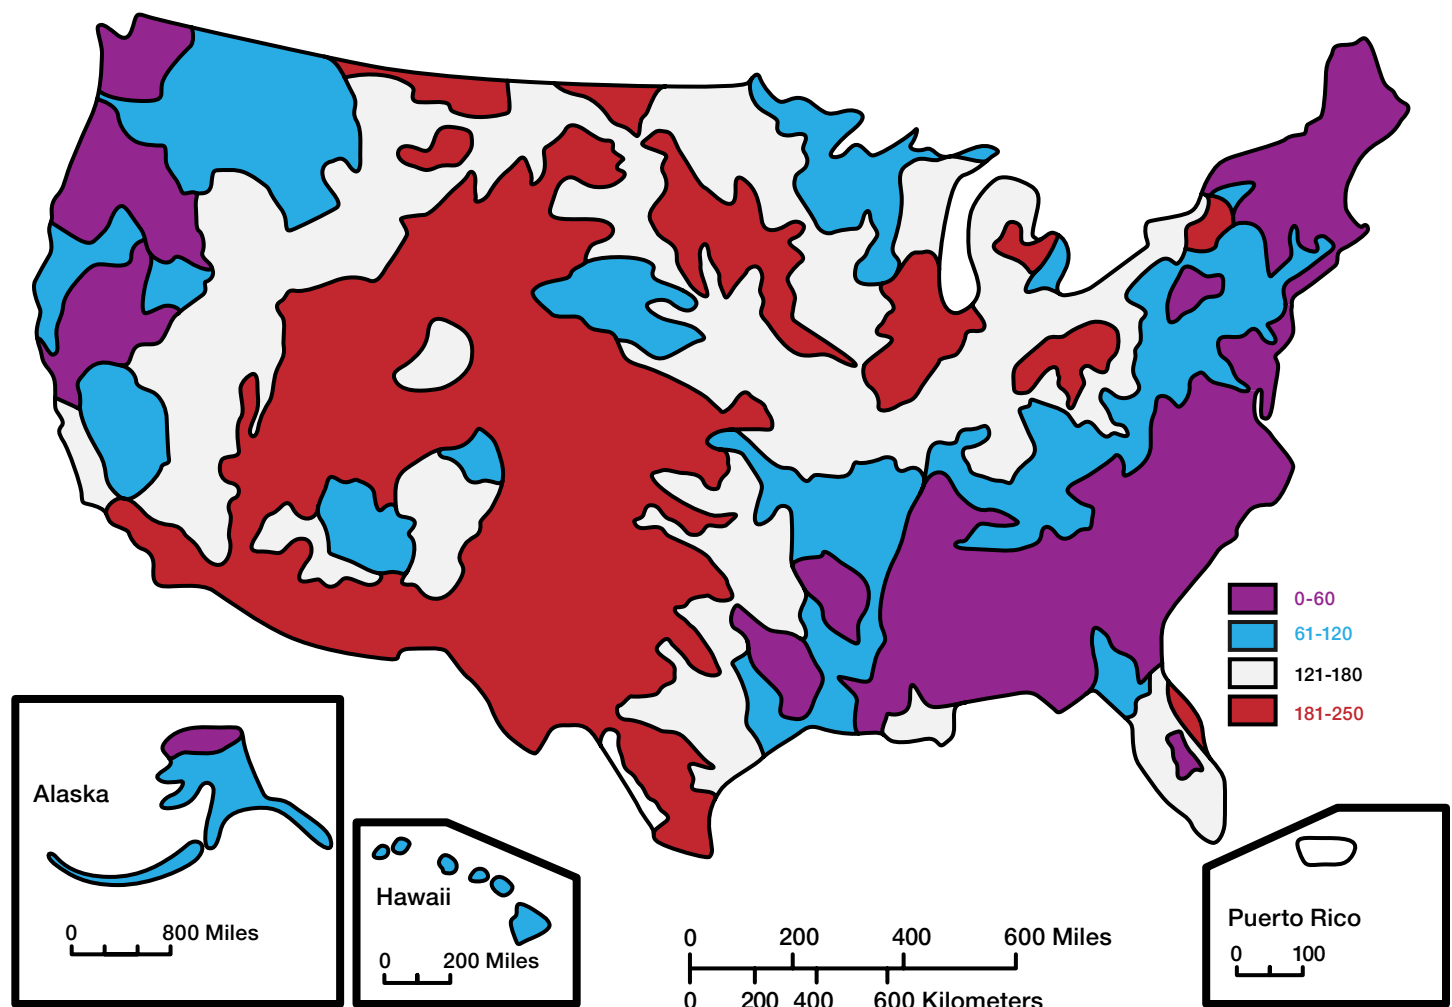 0-60
61-120
121-180
181-250
Alaska
0 800 Miles
Hawaii
0 200 Miles
0 200 400 600 Miles
0 200 400 600 Kilometers
Puerto Rico
0 100